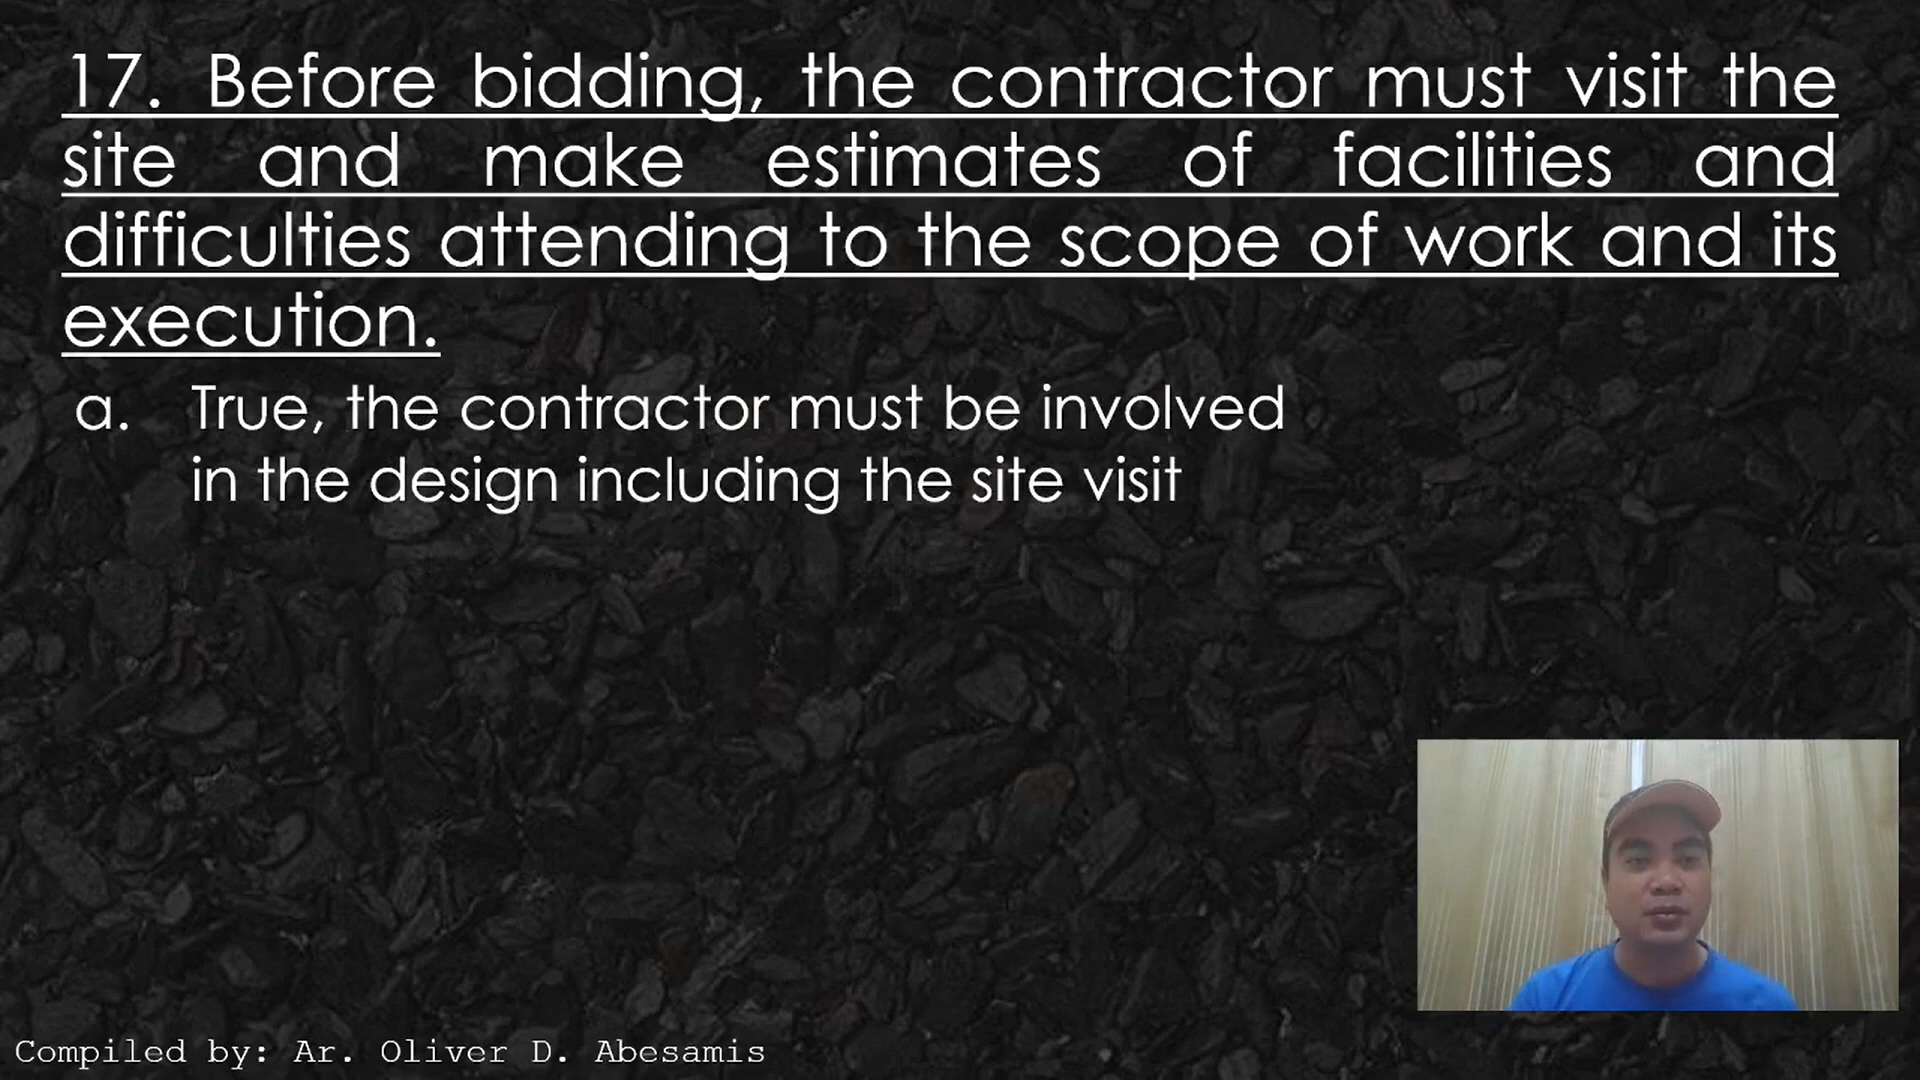 17. Before bidding, the contractor must visit the
site and make estimates of facilities and
difficulties attending to the scope of work and its
execution.
a. True, the contractor must be involved
in the design including the site visit
Compiled by: Ar. Oliver D. Abesamis